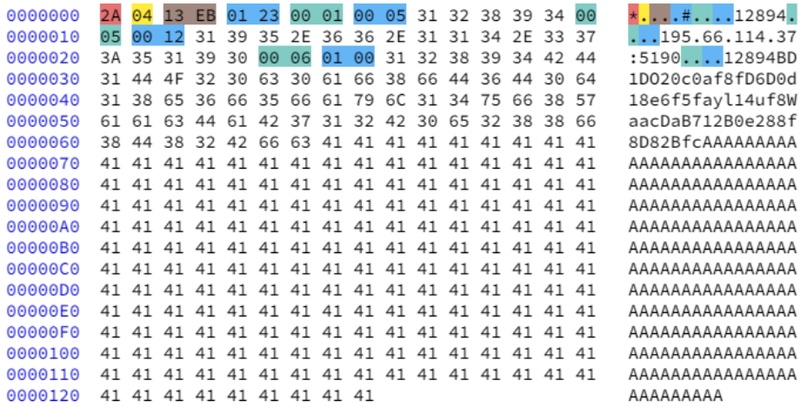 0000000 2A 04 13 EB 01 23 00 01 00 05 31 32 38 39 34 00 *....#....12894.
0000010 05 00 12 31 39 35 2E 36 36 2E 31 31 34 2E 33 37 ...195.66.114.37
0000020 3A 35 31 39 30 00 06 01 00 31 32 38 39 34 42 44 :5190....12894BD
0000030 31 44 4F 32 30 63 30 61 66 38 66 44 36 44 30 64 1DO20c0af8fD6D0d
0000040 31 38 65 36 66 35 66 61 79 6C 31 34 75 66 38 57 18e6f5fayl14uf8W
0000050 61 61 63 44 61 42 37 31 32 42 30 65 32 38 38 66 aacDaB712B0e288f
0000060 38 44 38 32 42 66 63 41 41 41 41 41 41 41 41 41 8D82BfcAAAAAAAAA
0000070 41 41 41 41 41 41 41 41 41 41 41 41 41 41 41 41 AAAAAAAAAAAAAAAA
0000080 41 41 41 41 41 41 41 41 41 41 41 41 41 41 41 41 AAAAAAAAAAAAAAAA
0000090 41 41 41 41 41 41 41 41 41 41 41 41 41 41 41 41 AAAAAAAAAAAAAAAA
00000A0 41 41 41 41 41 41 41 41 41 41 41 41 41 41 41 41 AAAAAAAAAAAAAAAA
00000B0 41 41 41 41 41 41 41 41 41 41 41 41 41 41 41 41 AAAAAAAAAAAAAAAA
00000C0 41 41 41 41 41 41 41 41 41 41 41 41 41 41 41 41 AAAAAAAAAAAAAAAA
00000D0 41 41 41 41 41 41 41 41 41 41 41 41 41 41 41 41 AAAAAAAAAAAAAAAA
00000E0 41 41 41 41 41 41 41 41 41 41 41 41 41 41 41 41 AAAAAAAAAAAAAAAA
00000F0 41 41 41 41 41 41 41 41 41 41 41 41 41 41 41 41 AAAAAAAAAAAAAAAA
0000100 41 41 41 41 41 41 41 41 41 41 41 41 41 41 41 41 AAAAAAAAAAAAAAAA
0000110 41 41 41 41 41 41 41 41 41 41 41 41 41 41 41 41 AAAAAAAAAAAAAAAA
0000120 41 41 41 41 41 41 41 41 41 AAAAAAAAA